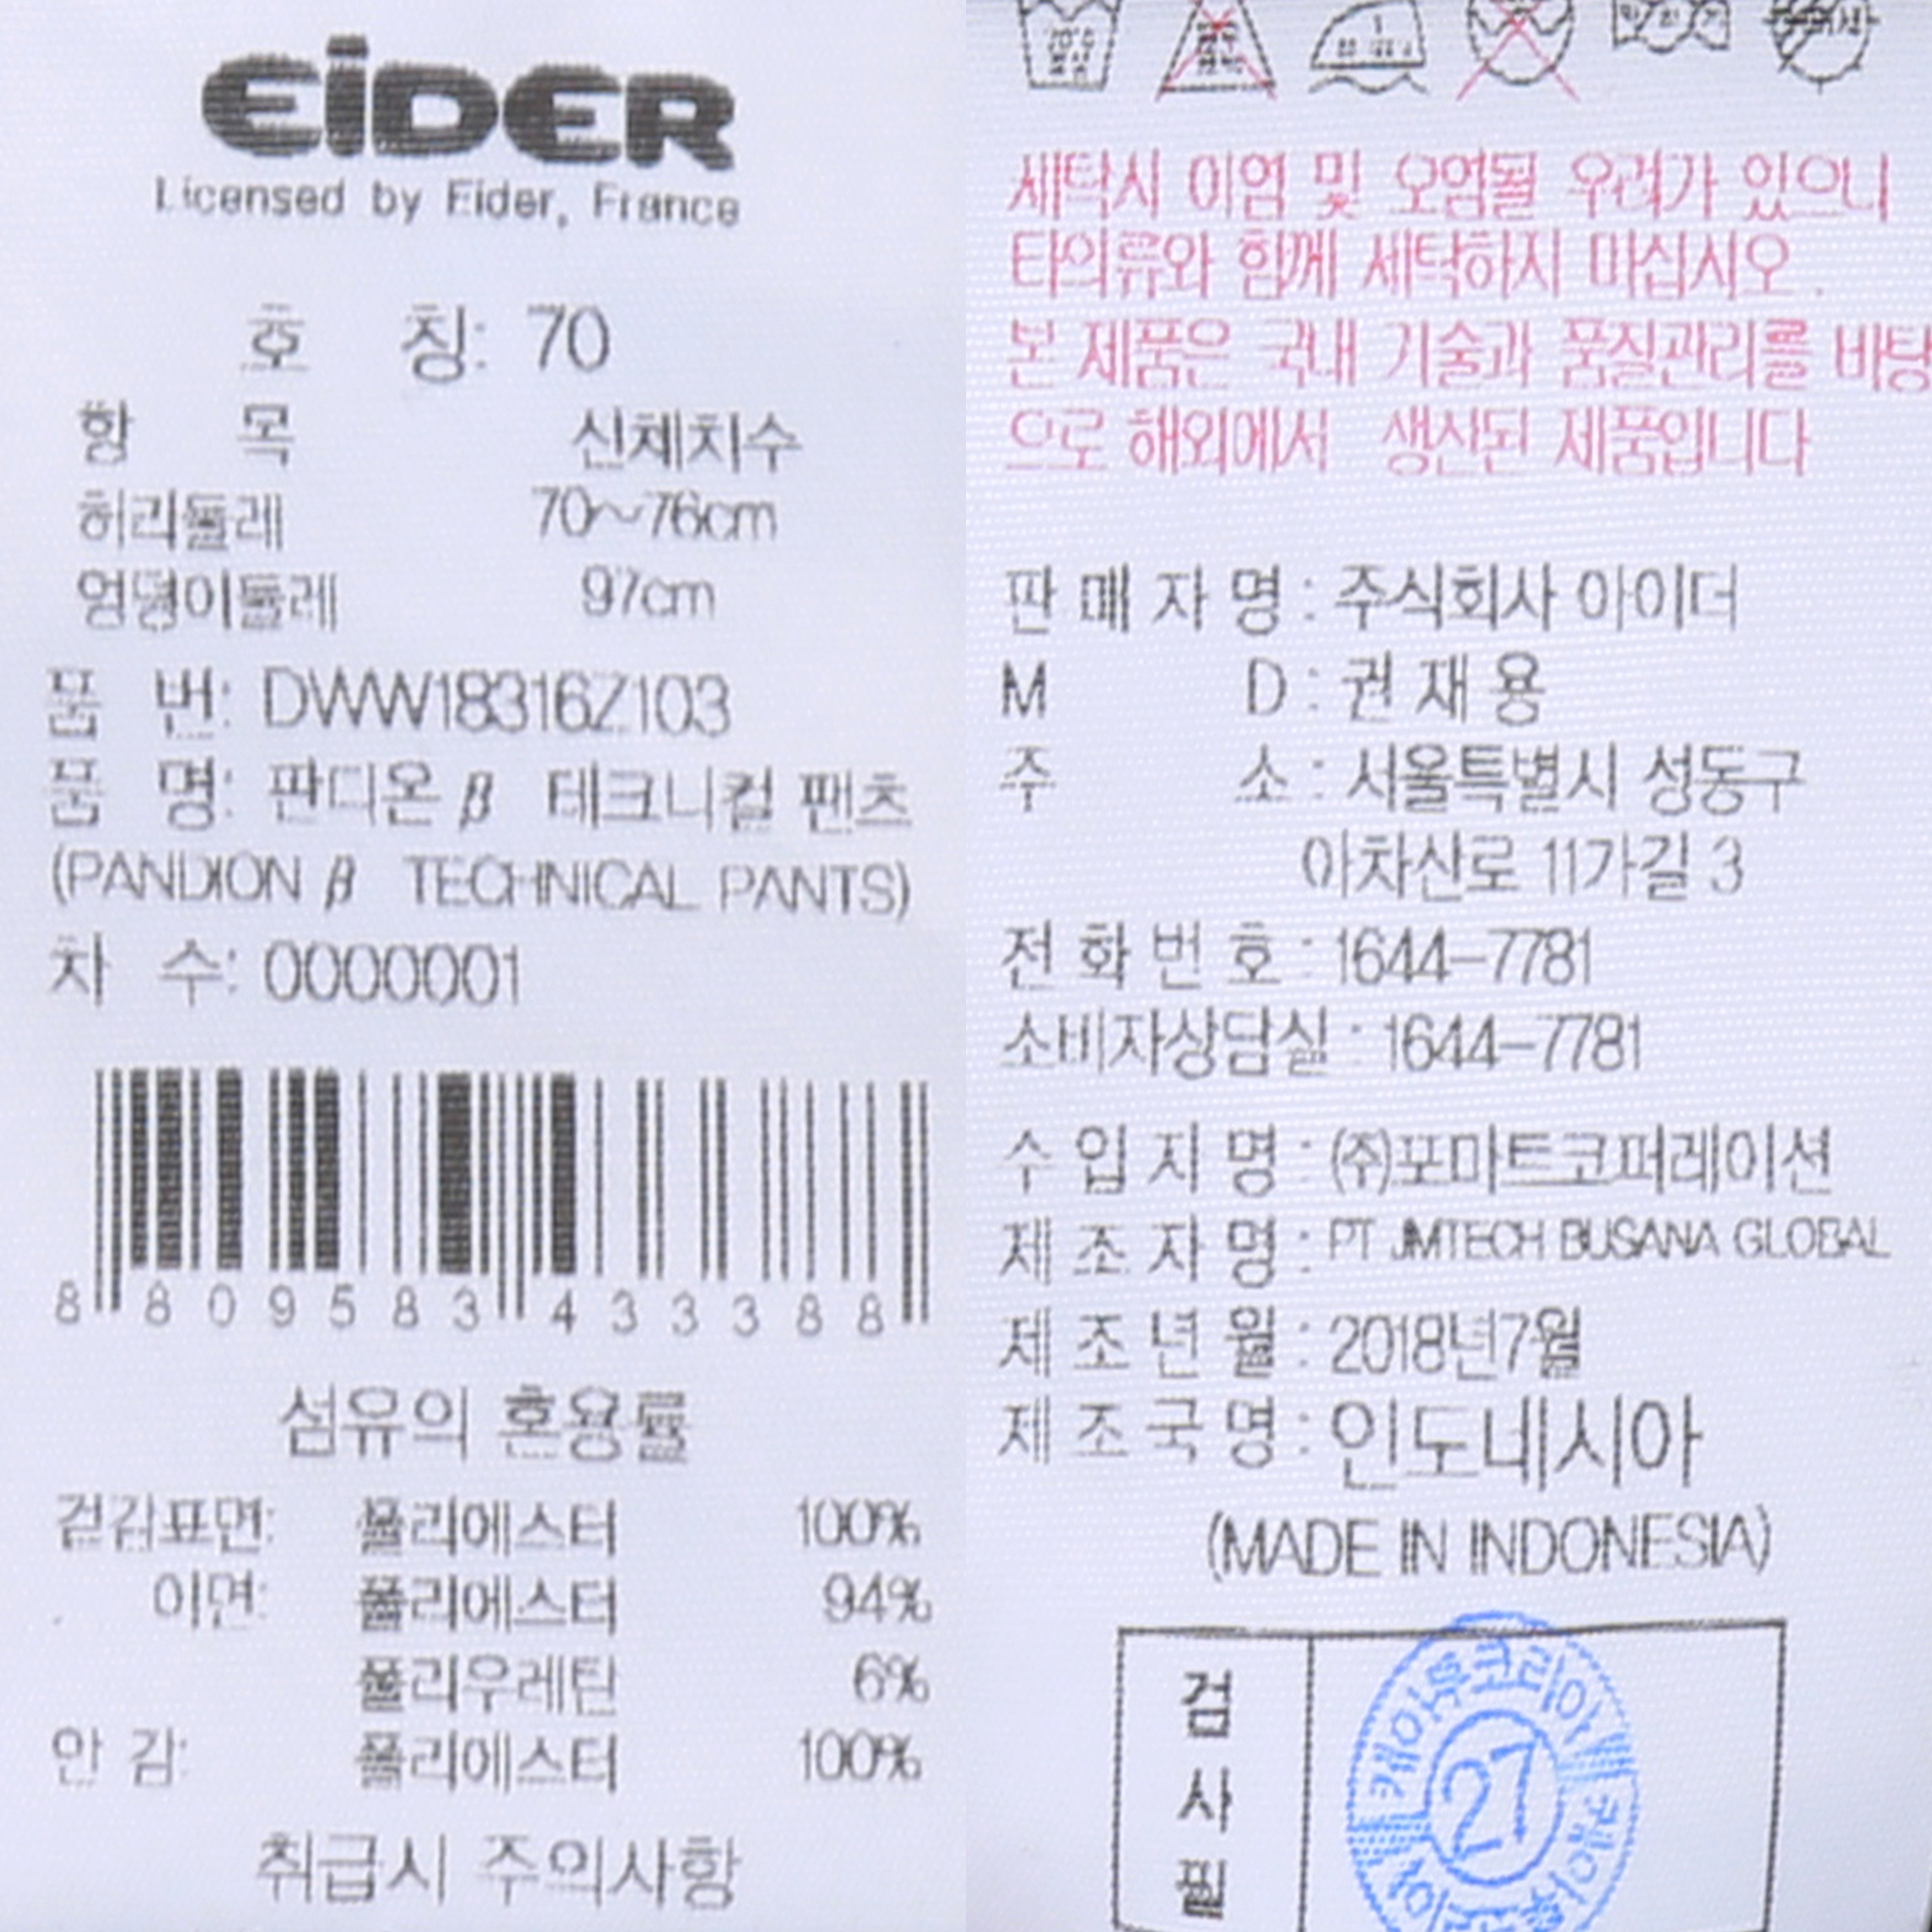 EiDER
Licensed by Eider, France
호 칭: 70
항 목 신체치수
허리둘레 70~76cm
엉덩이둘레 97cm
품 번: DWW18316Z103
품 명: 판디온 β 테크니컬 팬츠
(PANDION β TECHNICAL PANTS)
차 수: 0000001
8 809583 433388
섬유의 혼용률
겉감표면: 폴리에스터 100%
이면: 폴리에스터 94%
폴리우레탄 6%
안 감: 폴리에스터 100%
취급시 주의사항
세탁시 이염 및 오염될 우려가 있으니
타의류와 함께 세탁하지 마십시오.
본 제품은 국내 기술과 품질관리를 바탕
으로 해외에서 생산된 제품입니다
판매자명: 주식회사 아이더
M D: 권재용
주 소: 서울특별시 성동구
아차산로 11가길 3
전화번호: 1644-7781
소비자상담실: 1644-7781
수입자명: (주)포마트코퍼레이션
제조자명: PT JMTECH BUSANA GLOBAL
제조년월: 2018년7월
제조국명: 인도네시아
(MADE IN INDONESIA)
검사필
케이투코리아
27